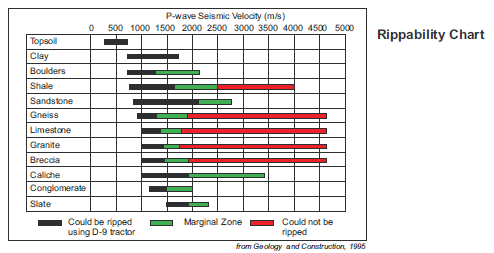 P-wave Seismic Velocity (m/s)
Rippability Chart
0 500 1000 1500 2000 2500 3000 3500 4000 4500 5000
Topsoil
Clay
Boulders
Shale
Sandstone
Gneiss
Limestone
Granite
Breccia
Caliche
Conglomerate
Slate
Could be ripped Marginal Zone Could not be
using D-9 tractor ripped
from Geology and Construction, 1995